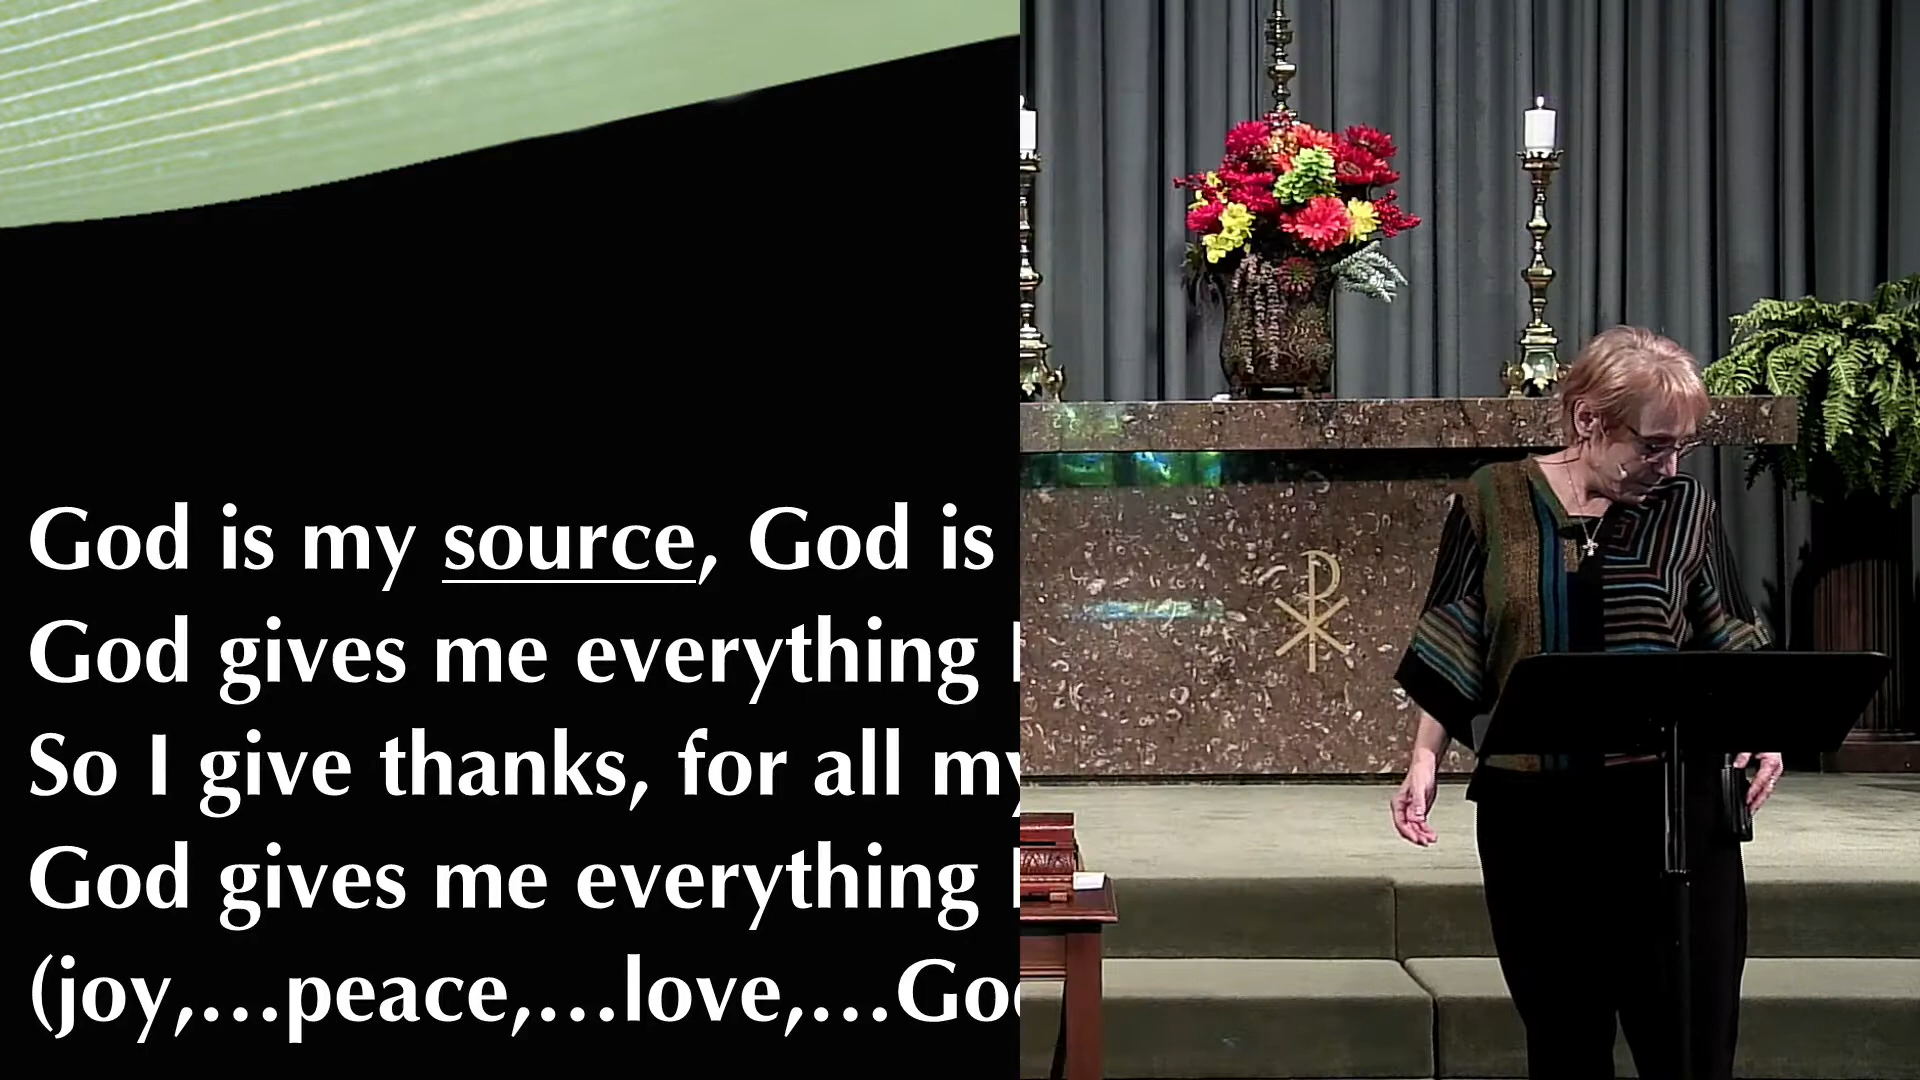 God is my source, God is
God gives me everything
So I give thanks, for all my
God gives me everything
(joy,...peace,...love,...God